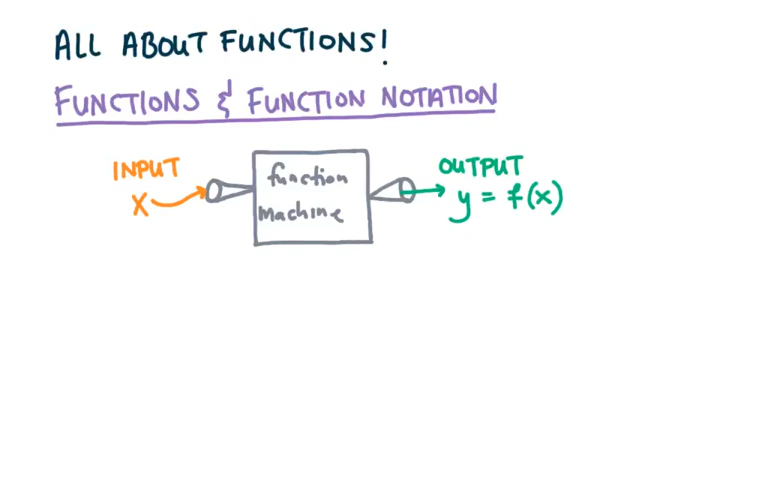 ALL ABOUT FUNCTIONS!
FUNCTIONS & FUNCTION NOTATION
INPUT
x
function
machine
OUTPUT
y = f(x)